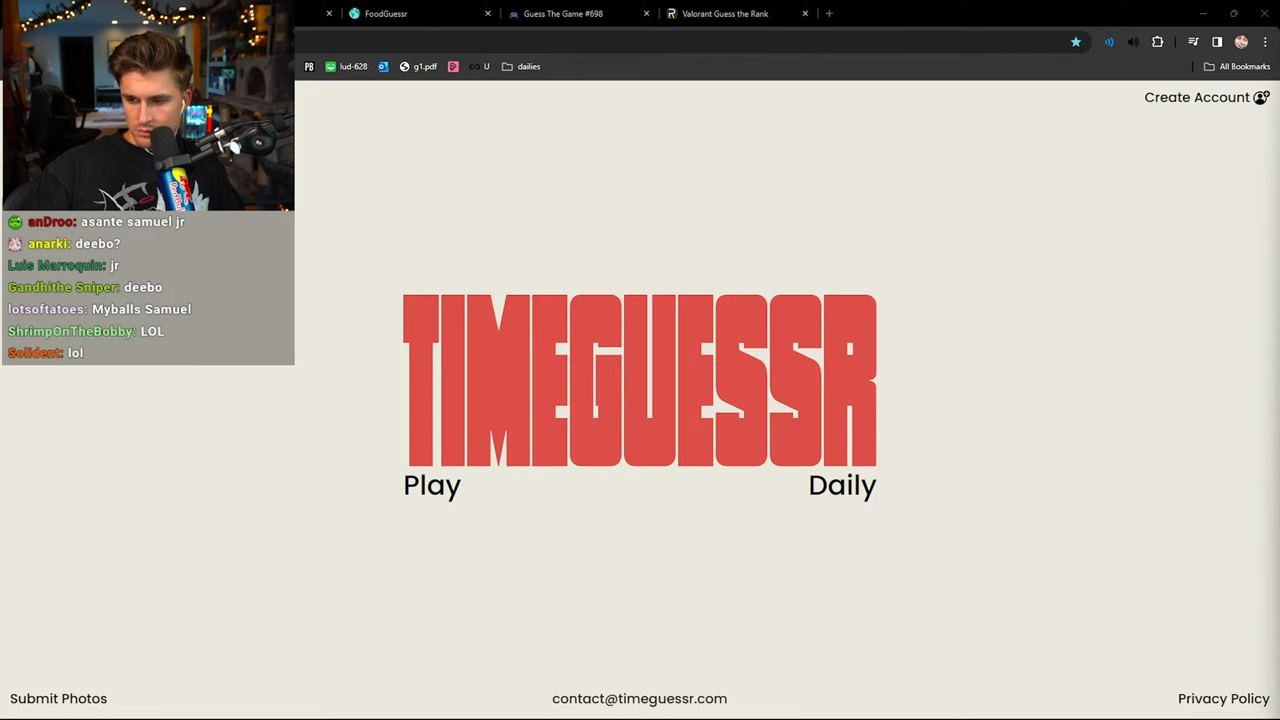 FoodGuessr
Guess The Game #698
Valorant Guess the Rank
PB
lud-628
g1.pdf
U
dailies
All Bookmarks
Create Account
anDroo: asante samuel jr
anarki: deebo?
Luis Marroquin: jr
Gandhithe Sniper: deebo
lotsoftatoes: Myballs Samuel
ShrimpOnTheBobby: LOL
Solident: lol
TIMEGUESSR
Play
Daily
Submit Photos
contact@timeguessr.com
Privacy Policy